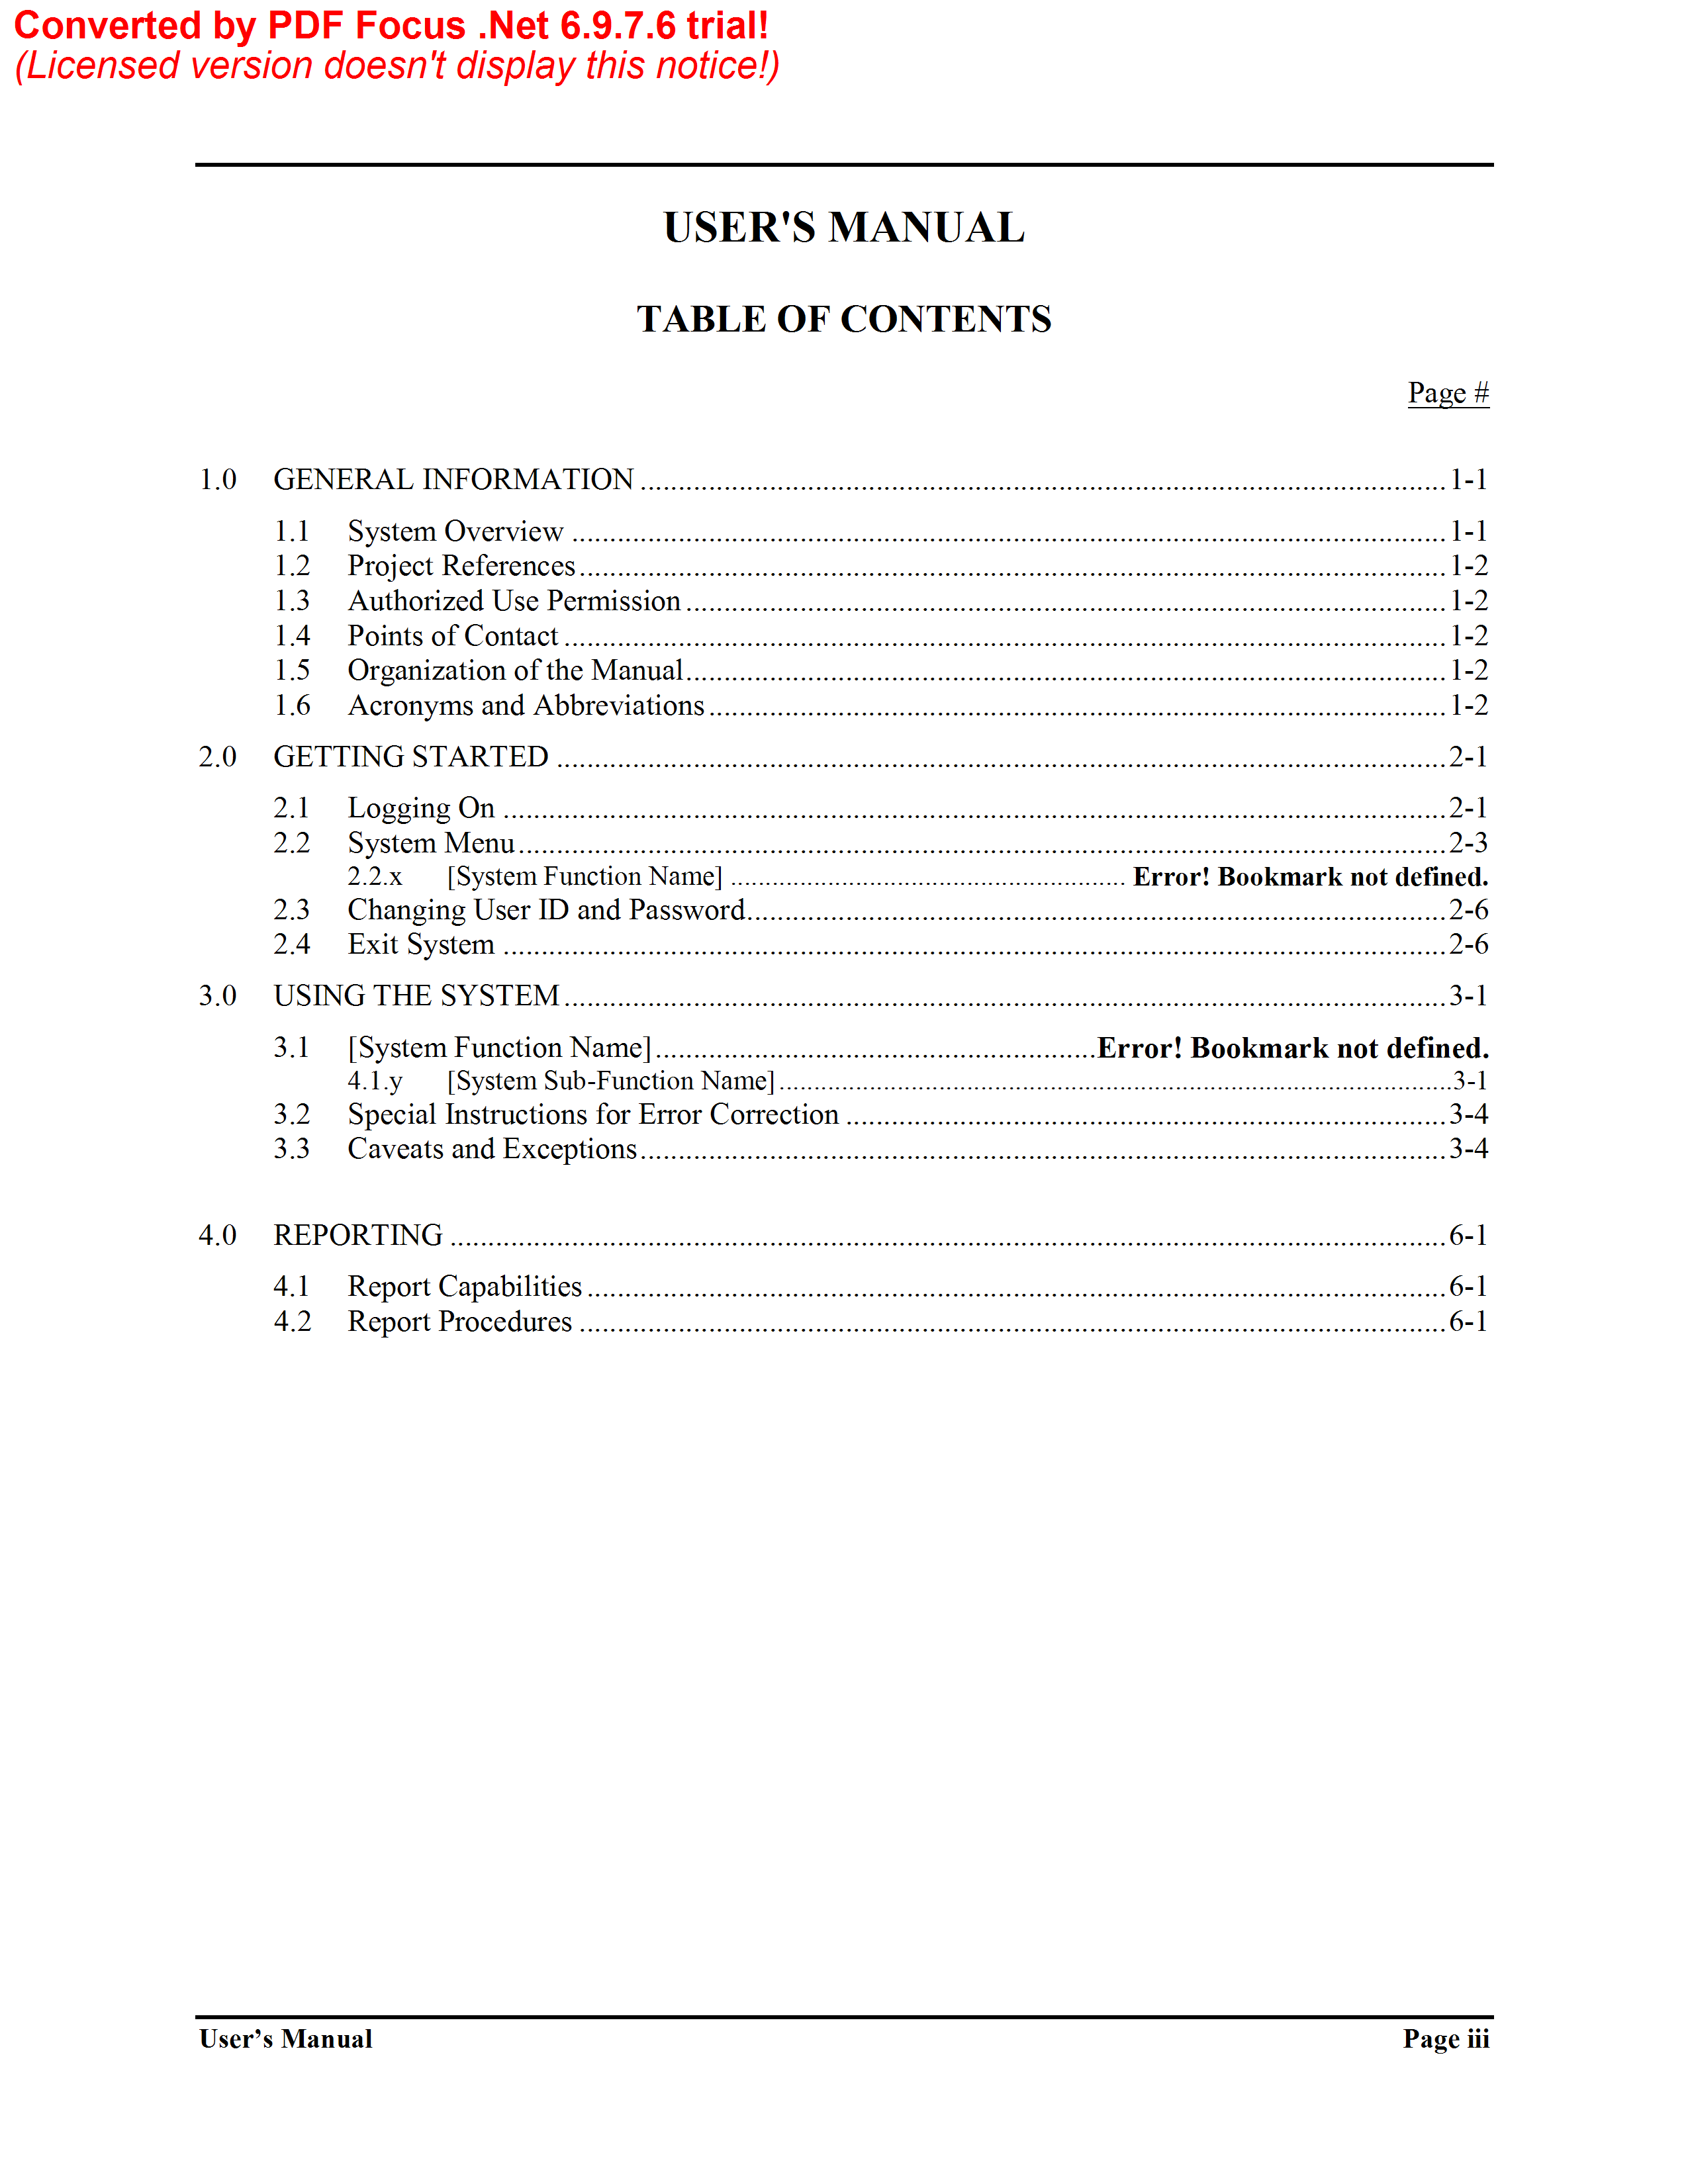 Converted by PDF Focus .Net 6.9.7.6 trial!
(Licensed version doesn't display this notice!)
USER'S MANUAL
TABLE OF CONTENTS
Page #
1.0 GENERAL INFORMATION 1-1
1.1 System Overview 1-1
1.2 Project References 1-2
1.3 Authorized Use Permission 1-2
1.4 Points of Contact 1-2
1.5 Organization of the Manual 1-2
1.6 Acronyms and Abbreviations 1-2
2.0 GETTING STARTED 2-1
2.1 Logging On 2-1
2.2 System Menu 2-3
2.2.x [System Function Name] Error! Bookmark not defined.
2.3 Changing User ID and Password 2-6
2.4 Exit System 2-6
3.0 USING THE SYSTEM 3-1
3.1 [System Function Name] Error! Bookmark not defined.
4.1.y [System Sub-Function Name] 3-1
3.2 Special Instructions for Error Correction 3-4
3.3 Caveats and Exceptions 3-4
4.0 REPORTING 6-1
4.1 Report Capabilities 6-1
4.2 Report Procedures 6-1
User’s Manual Page iii